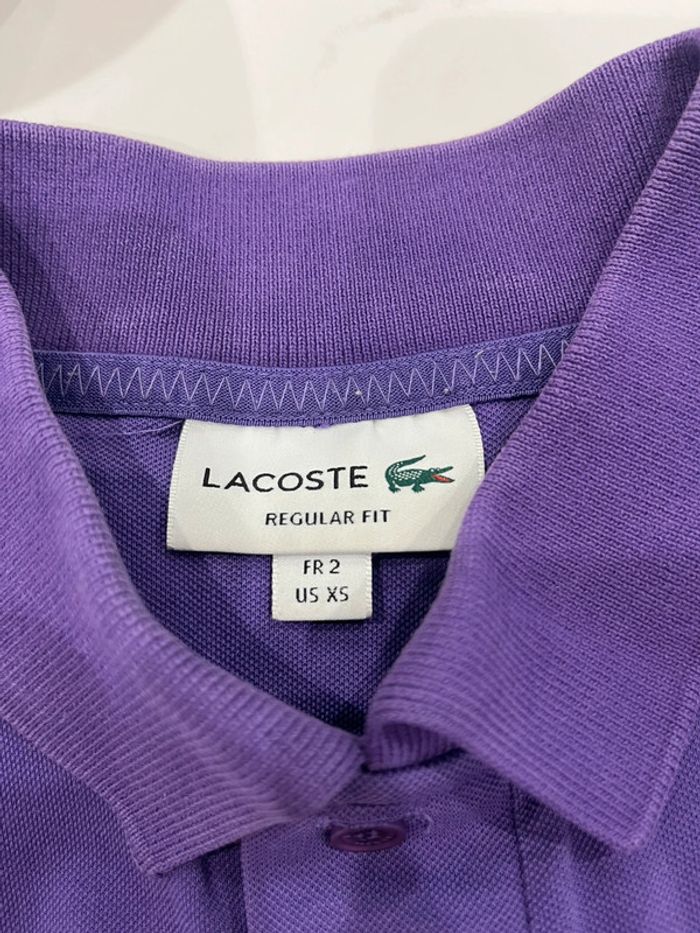 LACOSTE
REGULAR FIT
FR 2
US XS